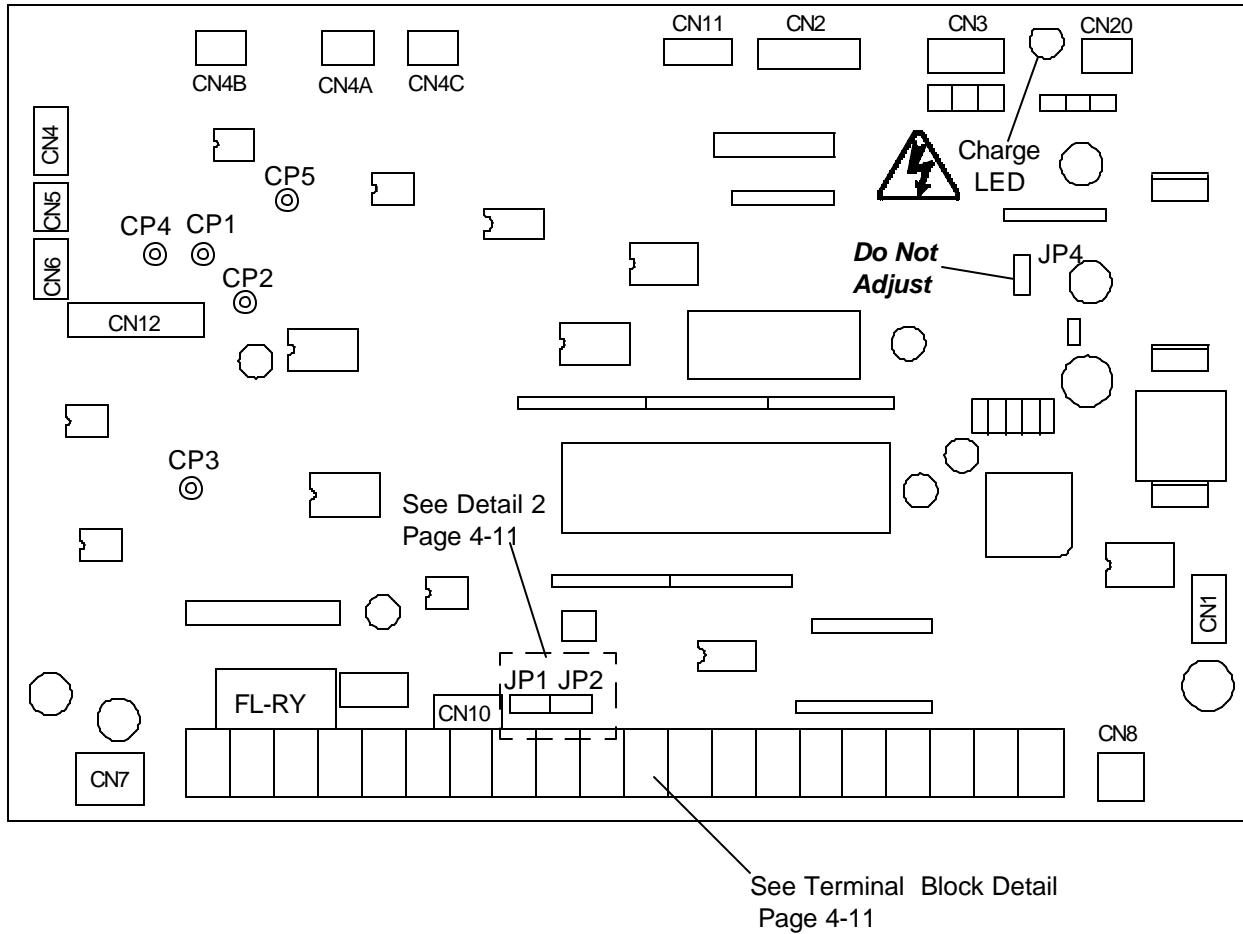 CN11 CN2 CN3 CN20
CN4B CN4A CN4C
CN4
Charge
LED
CP5
CN5
CP4 CP1
CN6
Do Not
Adjust
JP4
CP2
CN12
CP3
See Detail 2
Page 4-11
CN1
JP1 JP2
FL-RY
CN10
CN8
CN7
See Terminal Block Detail
Page 4-11